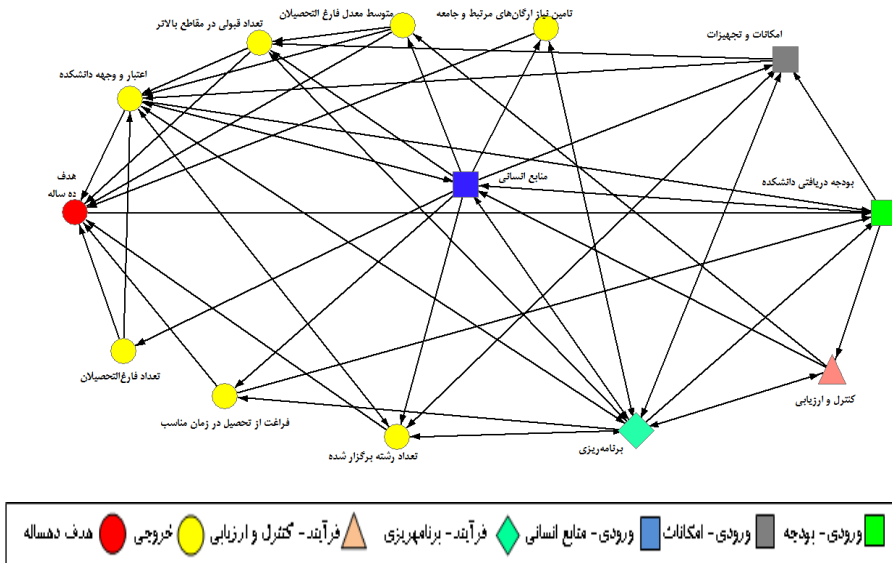 تامین نیاز ارگان‌های مرتبط و جامعه
متوسط معدل فارغ التحصیلان
تعداد قبولی در مقاطع بالاتر
امکانات و تجهیزات
اعتبار و وجهه دانشکده
هدف
ده ساله
منابع انسانی
بودجه دریافتی دانشکده
تعداد فارغ‌التحصیلان
فراغت از تحصیل در زمان مناسب
تعداد رشته برگزار شده
برنامه‌ریزی
کنترل و ارزیابی
ورودی- بودجه ورودی- امکانات ورودی- منابع انسانی فرآیند- برنامهریزی فرآیند- کنترل و ارزیابی خروجی هدف دهساله